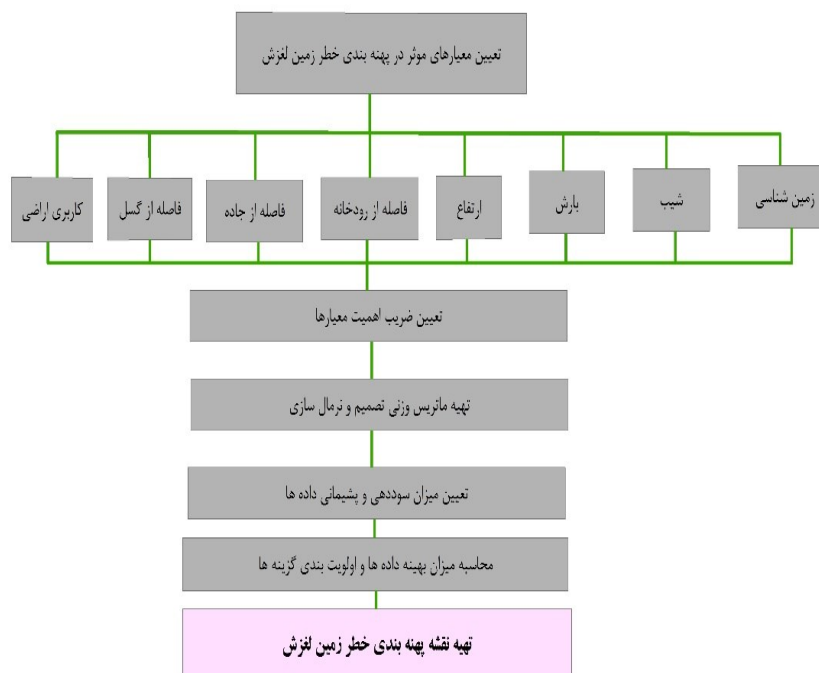 تعیین معیارهای موثر در پهنه بندی خطر زمین لغزش
زمین شناسی
شیب
بارش
ارتفاع
فاصله از رودخانه
فاصله از جاده
فاصله از گسل
کاربری اراضی
تعیین ضریب اهمیت معیارها
تهیه ماتریس وزنی تصمیم و نرمال سازی
تعیین میزان سوددهی و پشیمانی داده ها
محاسبه میزان بهینه داده ها و اولویت بندی گزینه ها
تهیه نقشه پهنه بندی خطر زمین لغزش